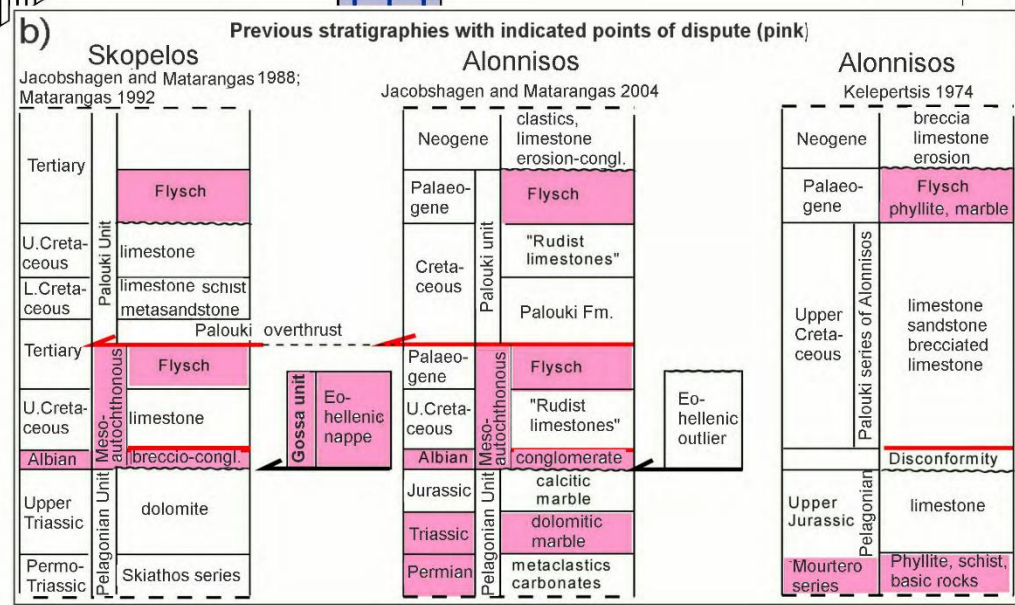 b)
Previous stratigraphies with indicated points of dispute (pink)
Skopelos
Jacobshagen and Matarangas 1988;
Matarangas 1992
Tertiary
U.Creta-
ceous
L.Creta-
ceous
Tertiary
U.Creta-
ceous
Albian
Upper
Triassic
Permo-
Triassic
Palouki Unit
Meso-
autochthonous
Pelagonian Unit
Flysch
limestone
limestone schist
metasandstone
Palouki overthrust
Flysch
limestone
breccio-congl.
dolomite
Skiathos series
Gossa unit
Eo-
hellenic
nappe
Alonnisos
Jacobshagen and Matarangas 2004
Neogene
Palaeo-
gene
Creta-
ceous
Palaeo-
gene
U.Creta-
ceous
Albian
Jurassic
Triassic
Permian
Palouki unit
Meso-
autochthonous
Pelagonian Unit
clastics,
limestone
erosion-congl.
Flysch
"Rudist
limestones"
Palouki Fm.
Flysch
"Rudist
limestones"
conglomerate
calcitic
marble
dolomitic
marble
metaclastics
carbonates
Eo-
hellenic
outlier
Alonnisos
Kelepertsis 1974
Neogene
Palaeo-
gene
Upper
Creta-
ceous
Upper
Jurassic
Mourtero
series
Palouki series of Alonnisos
Pelagonian
breccia
limestone
erosion
Flysch
phyllite, marble
limestone
sandstone
brecciated
limestone
Disconformity
limestone
Phyllite, schist,
basic rocks